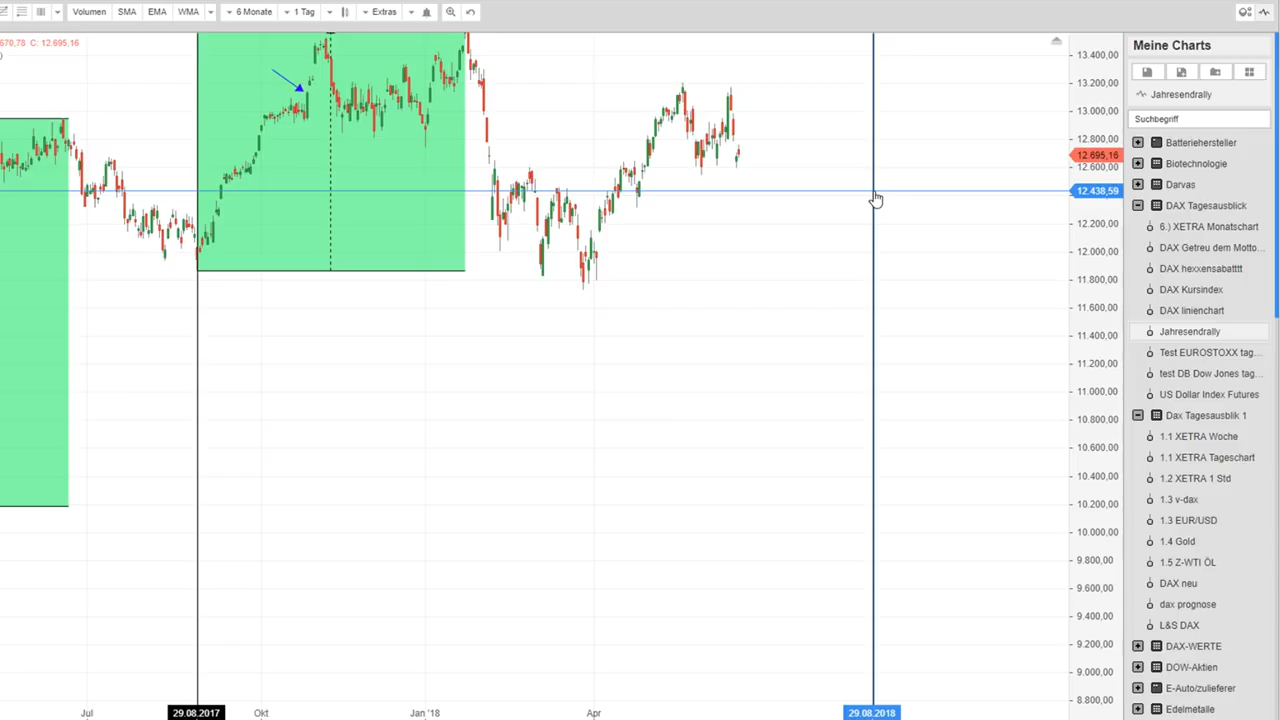 Volumen SMA EMA WMA 6 Monate 1 Tag Extras
670,78 C: 12.695,16
)
13.400,00
13.200,00
13.000,00
12.800,00
12.695,16
12.600,00
12.438,59
12.200,00
12.000,00
11.800,00
11.600,00
11.400,00
11.200,00
11.000,00
10.800,00
10.600,00
10.400,00
10.200,00
10.000,00
9.800,00
9.600,00
9.400,00
9.200,00
9.000,00
8.800,00
Jul 29.08.2017 Okt Jan '18 Apr 29.08.2018
Meine Charts
Jahresendrally
Suchbegriff
Batteriehersteller
Biotechnologie
Darvas
DAX Tagesausblick
6.) XETRA Monatschart
DAX Getreu dem Motto...
DAX hexxensabatttt
DAX Kursindex
DAX linienchart
Jahresendrally
Test EUROSTOXX tag...
test DB Dow Jones tag...
US Dollar Index Futures
Dax Tagesausblik 1
1.1 XETRA Woche
1.1 XETRA Tageschart
1.2 XETRA 1 Std
1.3 v-dax
1.3 EUR/USD
1.4 Gold
1.5 Z-WTI ÖL
DAX neu
dax prognose
L&S DAX
DAX-WERTE
DOW-Aktien
E-Auto/zulieferer
Edelmetalle